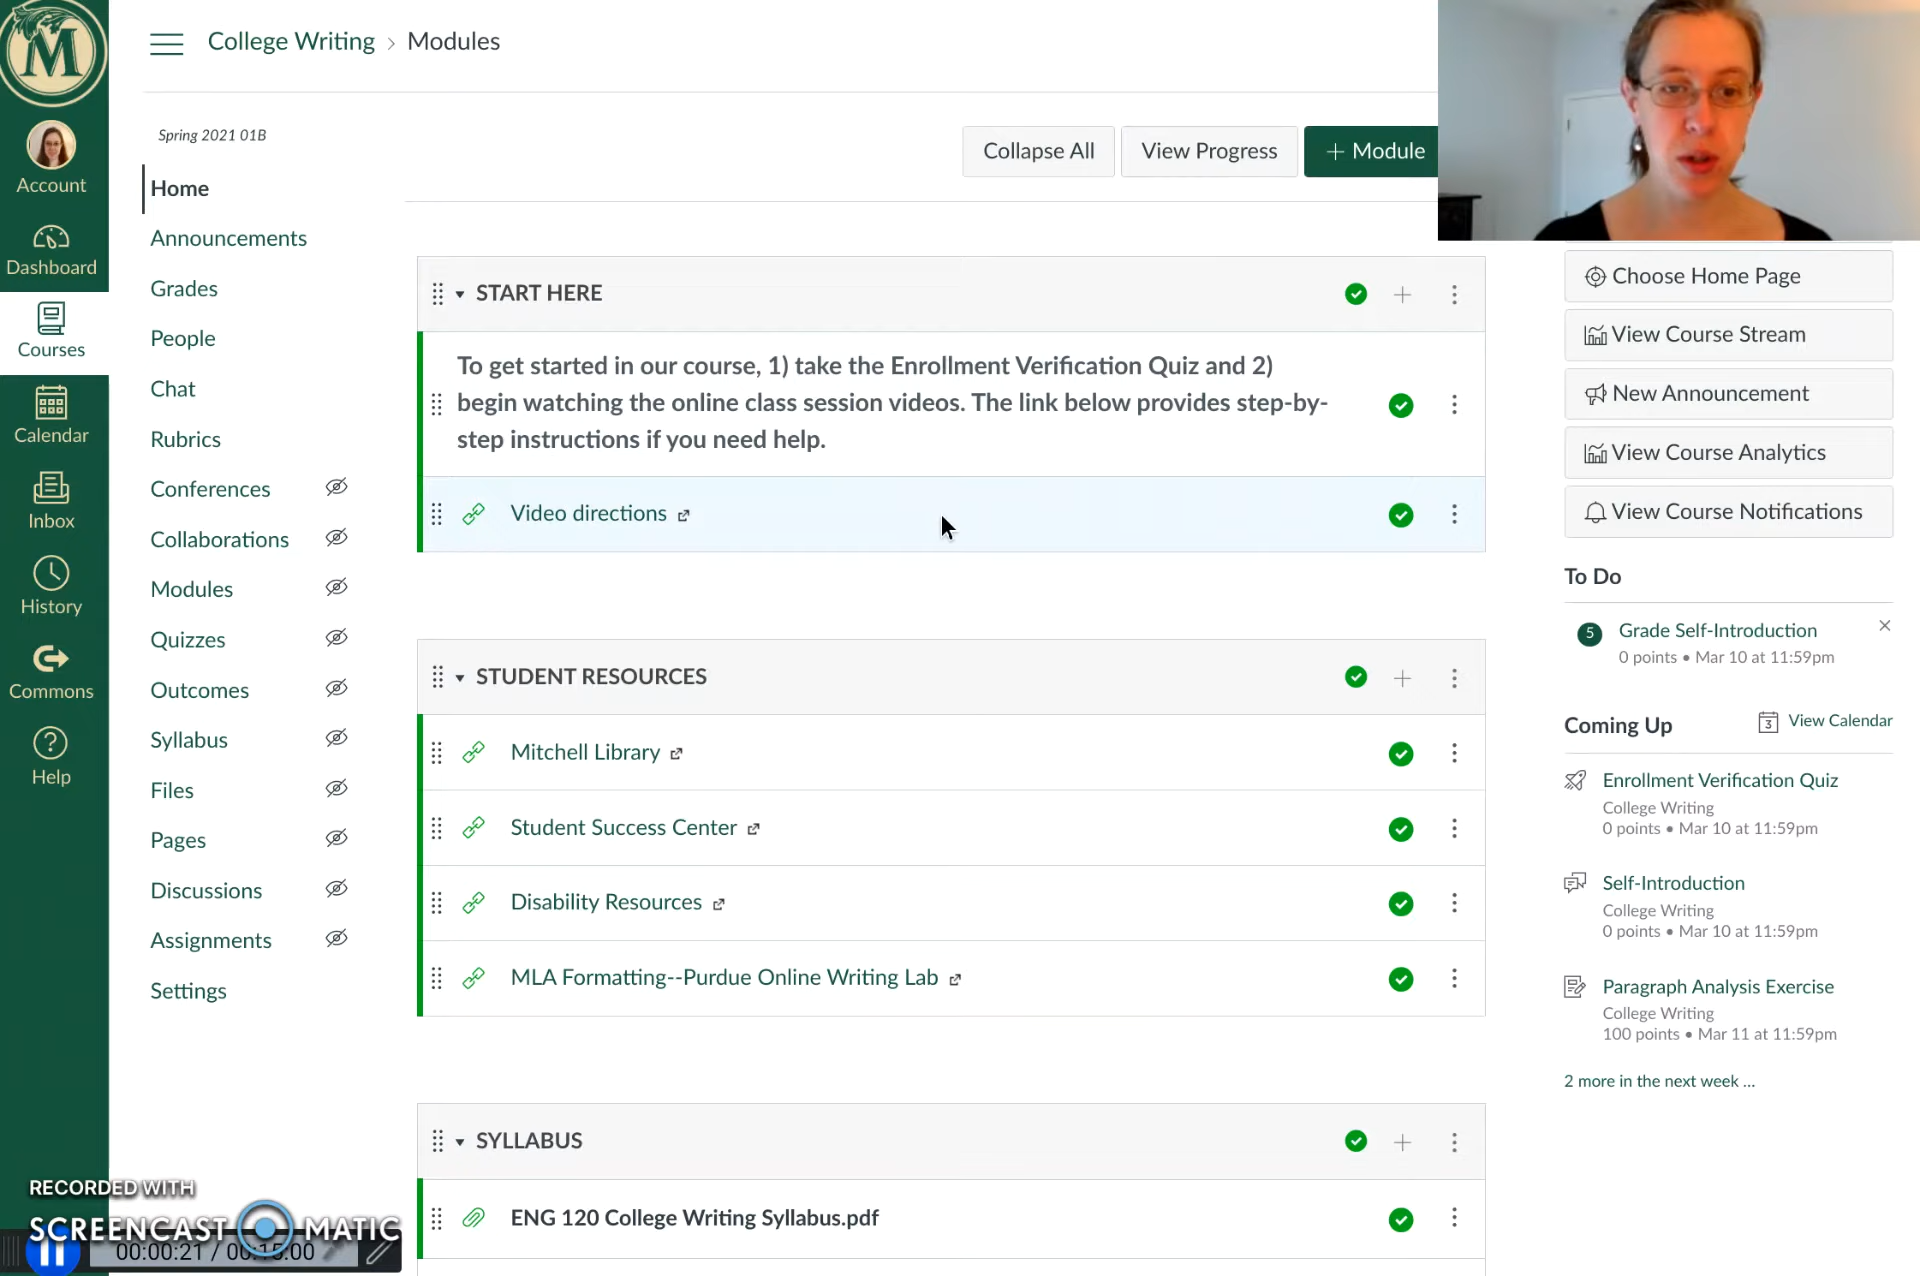 M
College Writing › Modules
Account
Dashboard
Courses
Calendar
Inbox
History
Commons
Help
Spring 2021 01B
Home
Announcements
Grades
People
Chat
Rubrics
Conferences
Collaborations
Modules
Quizzes
Outcomes
Syllabus
Files
Pages
Discussions
Assignments
Settings
Collapse All
View Progress
+ Module
START HERE
To get started in our course, 1) take the Enrollment Verification Quiz and 2)
begin watching the online class session videos. The link below provides step-by-
step instructions if you need help.
Video directions
STUDENT RESOURCES
Mitchell Library
Student Success Center
Disability Resources
MLA Formatting--Purdue Online Writing Lab
SYLLABUS
ENG 120 College Writing Syllabus.pdf
Choose Home Page
View Course Stream
New Announcement
View Course Analytics
View Course Notifications
To Do
5 Grade Self-Introduction
0 points • Mar 10 at 11:59pm
Coming Up
3 View Calendar
Enrollment Verification Quiz
College Writing
0 points • Mar 10 at 11:59pm
Self-Introduction
College Writing
0 points • Mar 10 at 11:59pm
Paragraph Analysis Exercise
College Writing
100 points • Mar 11 at 11:59pm
2 more in the next week ...
RECORDED WITH
SCREENCAST MATIC
00:00:21 / 00:15:00